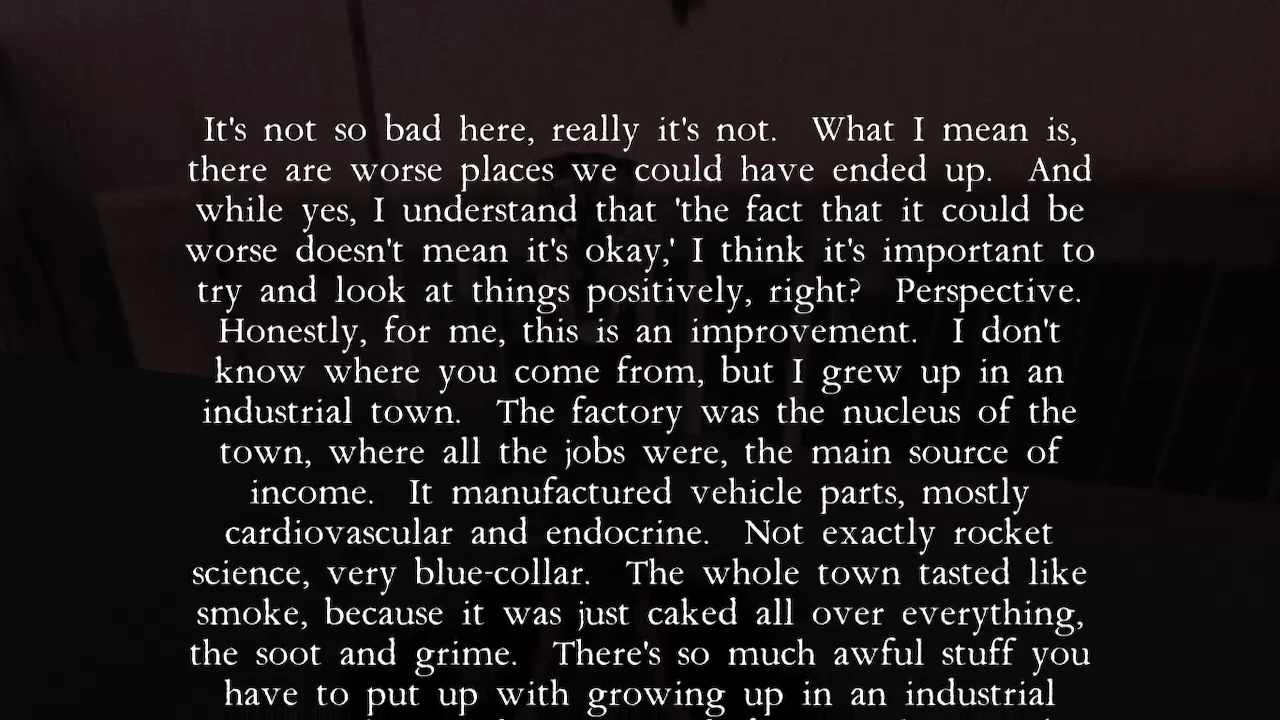 It's not so bad here, really it's not.  What I mean is,
there are worse places we could have ended up.  And
while yes, I understand that 'the fact that it could be
worse doesn't mean it's okay,' I think it's important to
try and look at things positively, right?  Perspective.
Honestly, for me, this is an improvement.  I don't
know where you come from, but I grew up in an
industrial town.  The factory was the nucleus of the
town, where all the jobs were, the main source of
income.  It manufactured vehicle parts, mostly
cardiovascular and endocrine.  Not exactly rocket
science, very blue-collar.  The whole town tasted like
smoke, because it was just caked all over everything,
the soot and grime.  There's so much awful stuff you
have to put up with growing up in an industrial